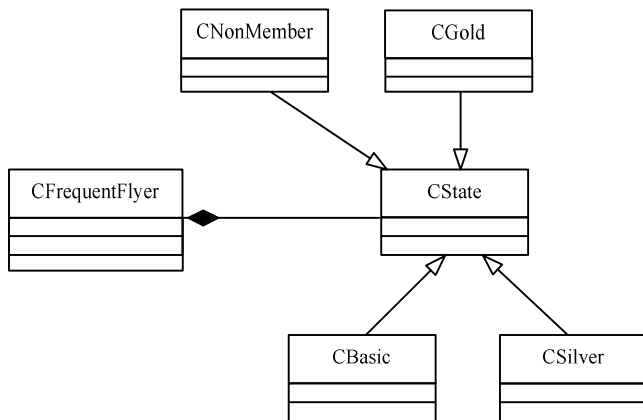 CNonMember
CGold
CFrequentFlyer
CState
CBasic
CSilver